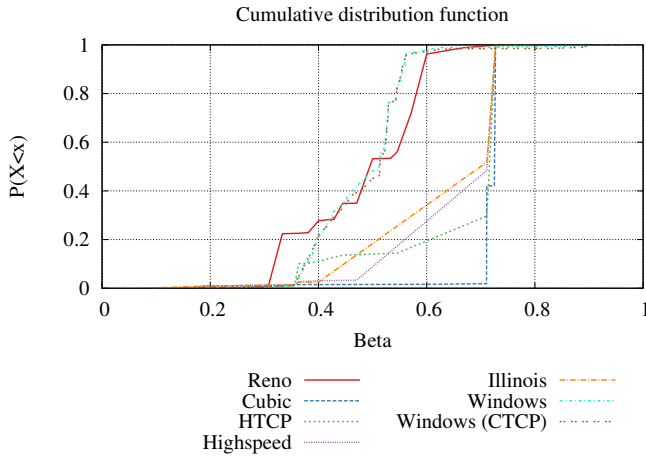 Cumulative distribution function
1
0.8
0.6
0.4
0.2
0
P(X<x)
0 0.2 0.4 0.6 0.8 1
Beta
Reno
Cubic
HTCP
Highspeed
Illinois
Windows
Windows (CTCP)